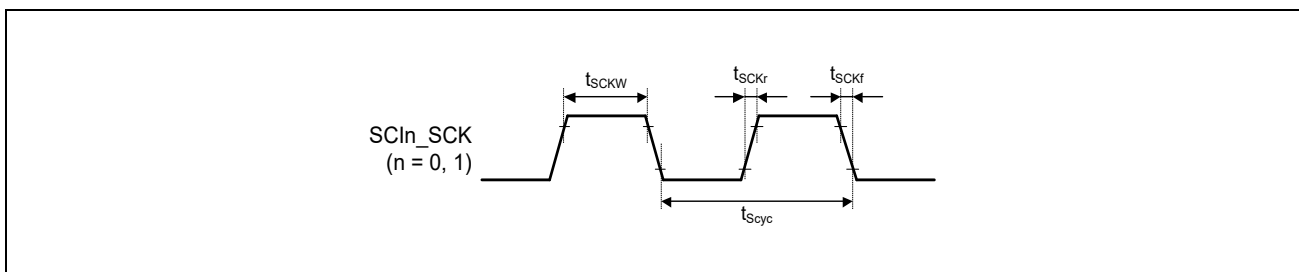 tSCKW
tSCKr
tSCKf
SCIn_SCK
(n = 0, 1)
tScyc